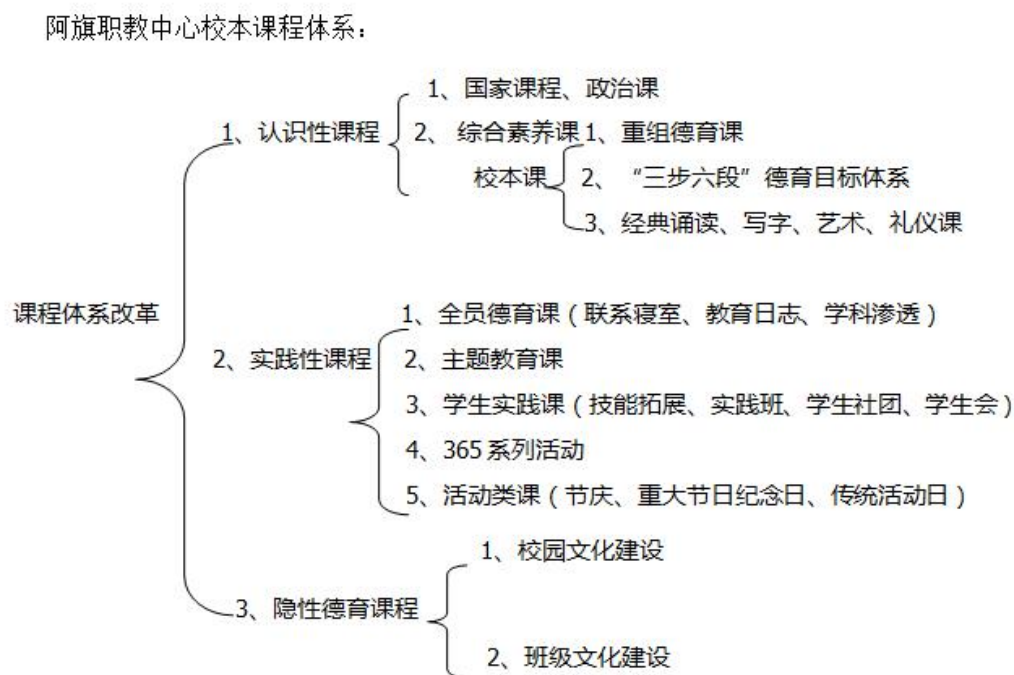 阿旗职教中心校本课程体系：
1、国家课程、政治课
1、认识性课程
2、 综合素养课
1、重组德育课
校本课
2、 “三步六段”德育目标体系
3、经典诵读、写字、艺术、礼仪课
课程体系改革
1、全员德育课（联系寝室、教育日志、学科渗透）
2、实践性课程
2、主题教育课
3、学生实践课（技能拓展、实践班、学生社团、学生会）
4、365 系列活动
5、活动类课（节庆、重大节日纪念日、传统活动日）
1、校园文化建设
3、隐性德育课程
2、班级文化建设